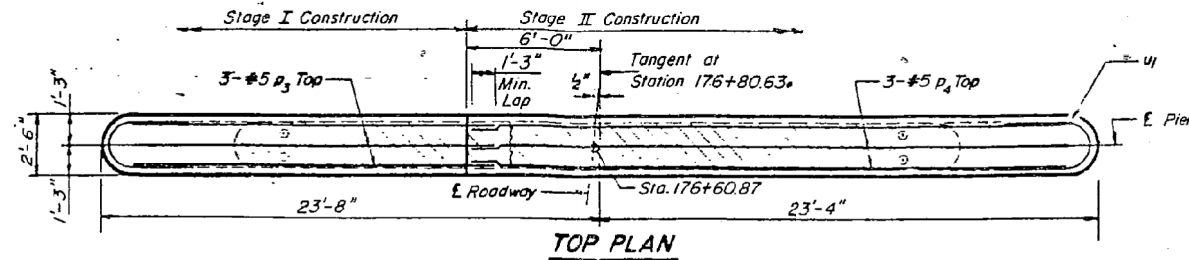 Stage I Construction
Stage II Construction
6'-0"
1'-3"
Min.
Lap
½"
Tangent at
Station 176+80.63
3-#5 p3 Top
3-#5 p4 Top
u1
1'-3"
2'-6"
1'-3"
℄ Pier
℄ Roadway
Sta. 176+60.87
23'-8"
23'-4"
TOP PLAN